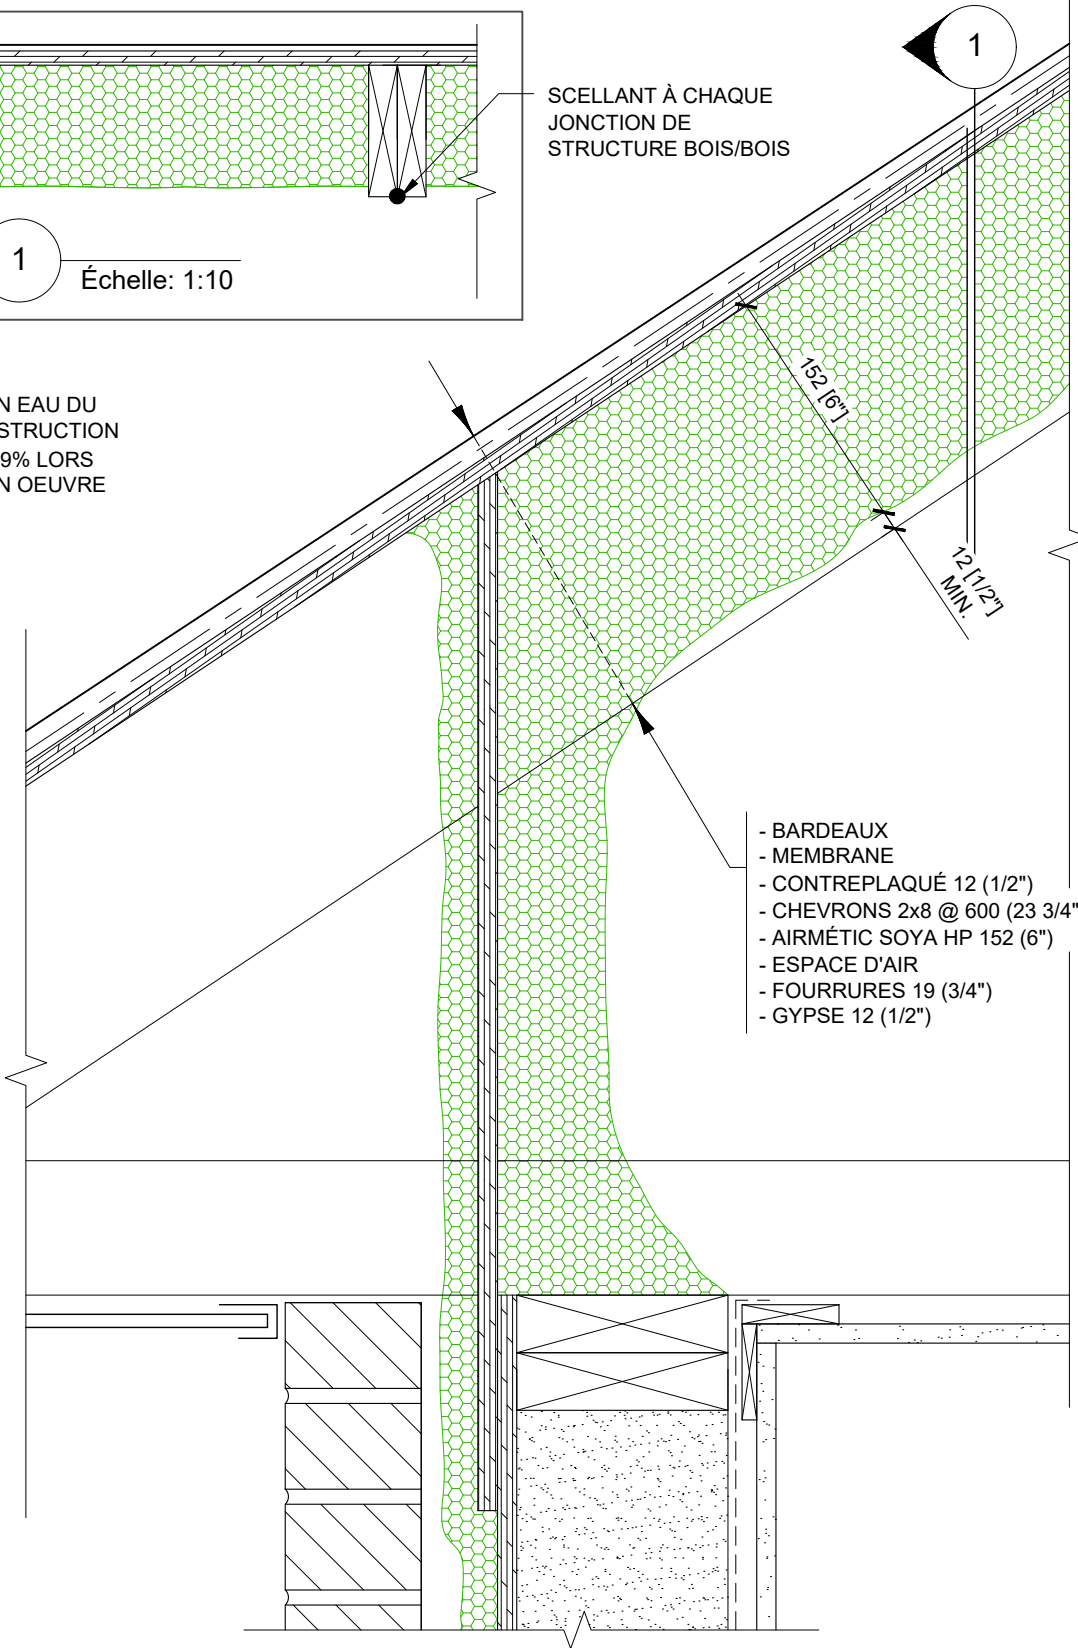 SCELLANT À CHAQUE
JONCTION DE
STRUCTURE BOIS/BOIS
1
1
Échelle: 1:10
N EAU DU
STRUCTION
9% LORS
N OEUVRE
152 [6"]
12 [1/2"]
MIN.
- BARDEAUX
- MEMBRANE
- CONTREPLAQUÉ 12 (1/2")
- CHEVRONS 2x8 @ 600 (23 3/4"
- AIRMÉTIC SOYA HP 152 (6")
- ESPACE D'AIR
- FOURRURES 19 (3/4")
- GYPSE 12 (1/2")